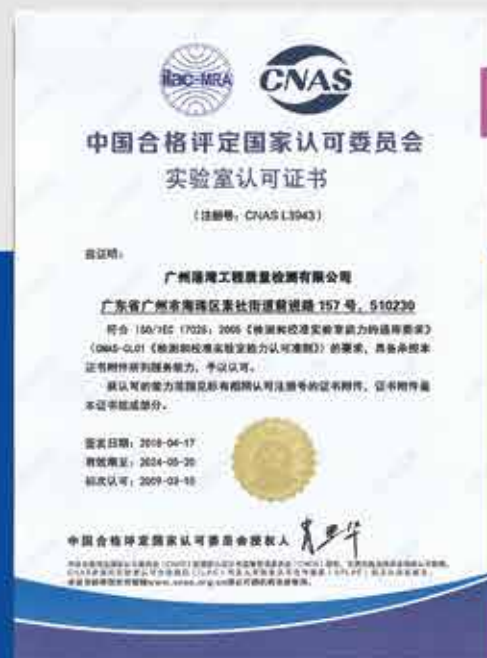 ilac-MRA
CNAS
中国合格评定国家认可委员会
实验室认可证书
（注册号：CNAS L3943）
兹证明：
广州港湾工程质量检测有限公司
广东省广州市海珠区素社街道前进路 157 号，510230
符合 ISO/IEC 17025：2005《检测和校准实验室能力的通用要求》
（CNAS-CL01《检测和校准实验室能力认可准则》）的要求，具备承担本
证书附件所列服务能力，予以认可。
获认可的能力范围见标有相同认可注册号的证书附件，证书附件是
本证书组成部分。
签发日期：2018-04-17
有效期至：2024-05-20
初次认可：2009-03-10
中国合格评定国家认可委员会授权人